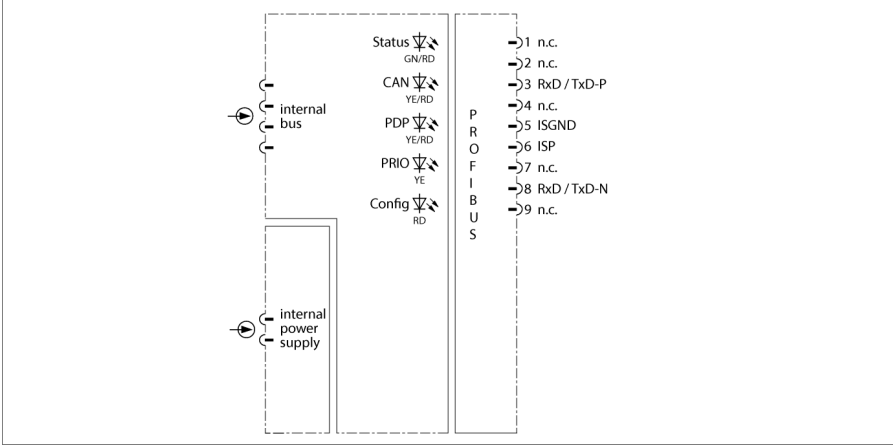 Status
GN/RD
CAN
YE/RD
PDP
YE/RD
PRIO
YE
Config
RD
internal
bus
internal
power
supply
PROFIBUS
1 n.c.
2 n.c.
3 RxD / TxD-P
4 n.c.
5 ISGND
6 ISP
7 n.c.
8 RxD / TxD-N
9 n.c.